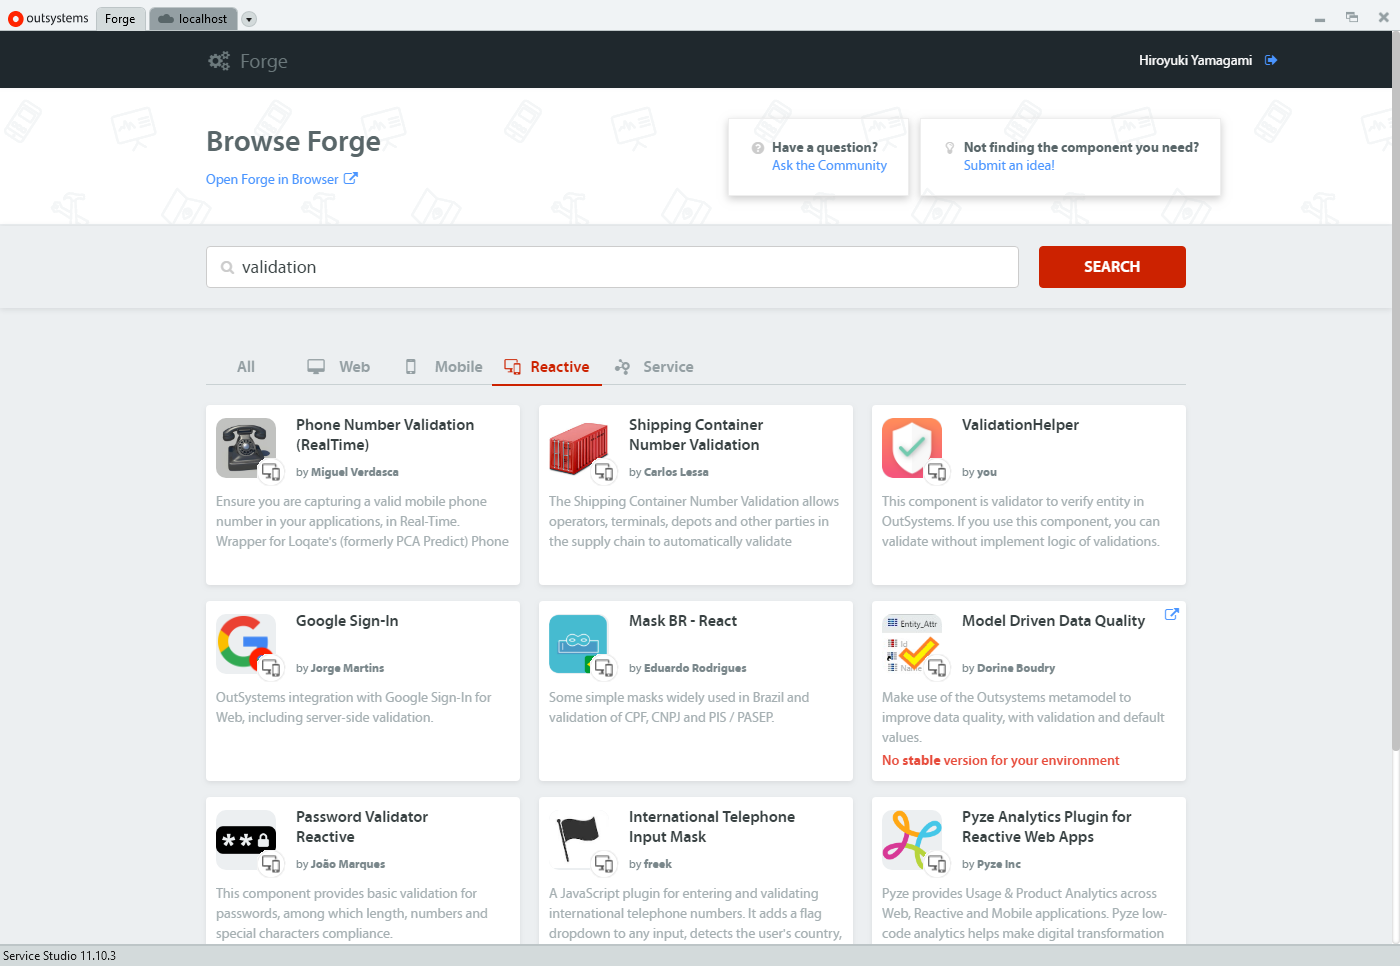 outsystems
Forge
localhost
Forge
Hiroyuki Yamagami
Browse Forge
Open Forge in Browser
Have a question?
Ask the Community
Not finding the component you need?
Submit an idea!
validation
SEARCH
All
Web
Mobile
Reactive
Service
Phone Number Validation
(RealTime)
by Miguel Verdasca
Ensure you are capturing a valid mobile phone
number in your applications, in Real-Time.
Wrapper for Loqate's (formerly PCA Predict) Phone
Shipping Container
Number Validation
by Carlos Lessa
The Shipping Container Number Validation allows
operators, terminals, depots and other parties in
the supply chain to automatically validate
ValidationHelper
by you
This component is validator to verify entity in
OutSystems. If you use this component, you can
validate without implement logic of validations.
Google Sign-In
by Jorge Martins
OutSystems integration with Google Sign-In for
Web, including server-side validation.
Mask BR - React
by Eduardo Rodrigues
Some simple masks widely used in Brazil and
validation of CPF, CNPJ and PIS / PASEP.
Entity_Attr
Id
Name
Model Driven Data Quality
by Dorine Boudry
Make use of the Outsystems metamodel to
improve data quality, with validation and default
values.
No stable version for your environment
Password Validator
Reactive
by João Marques
This component provides basic validation for
passwords, among which length, numbers and
special characters compliance.
International Telephone
Input Mask
by freek
A JavaScript plugin for entering and validating
international telephone numbers. It adds a flag
dropdown to any input, detects the user's country,
Pyze Analytics Plugin for
Reactive Web Apps
by Pyze Inc
Pyze provides Usage & Product Analytics across
Web, Reactive and Mobile applications. Pyze low-
code analytics helps make digital transformation
Service Studio 11.10.3